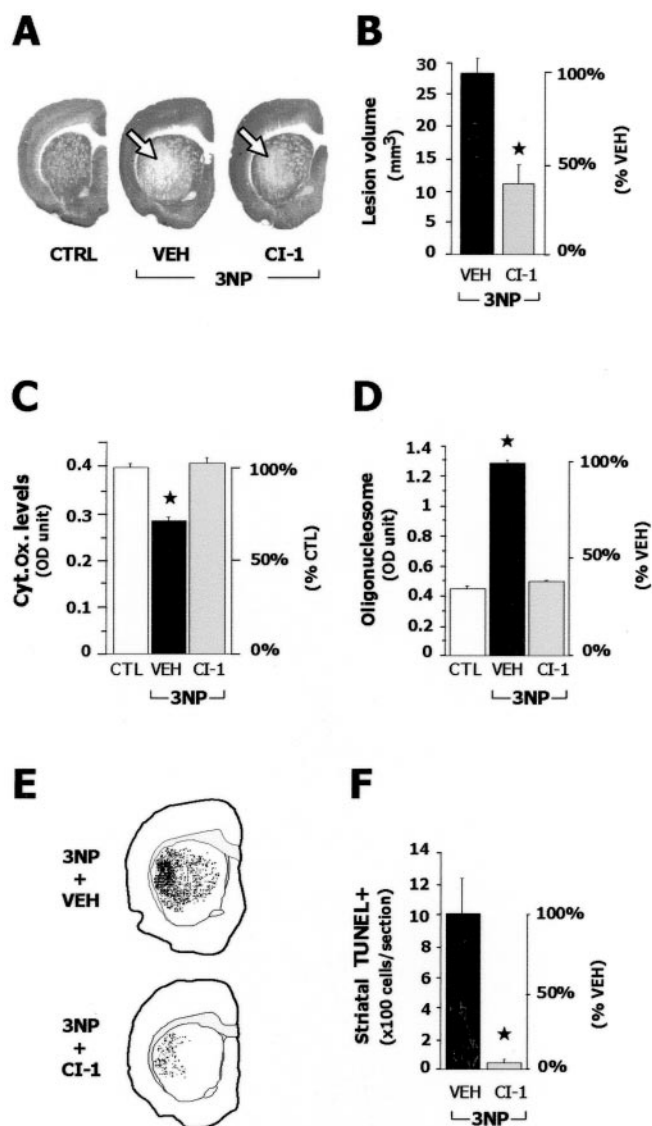 A
CTRL
VEH
CI-1
3NP
B
Lesion volume
(mm³)
30
25
20
15
10
5
0
100%
50%
0%
(% VEH)
★
VEH
CI-1
3NP
C
Cyt.Ox. levels
(OD unit)
0.4
0.3
0.2
0.1
0
100%
50%
0%
(% CTL)
★
CTL
VEH
CI-1
3NP
D
Oligonucleosome
(OD unit)
1.4
1.2
1
0.8
0.6
0.4
0.2
0
100%
50%
0%
(% VEH)
★
CTL
VEH
CI-1
3NP
E
3NP
+
VEH
3NP
+
CI-1
F
Striatal TUNEL+
(x100 cells/section)
14
12
10
8
6
4
2
0
100%
50%
0%
(% VEH)
★
VEH
CI-1
3NP